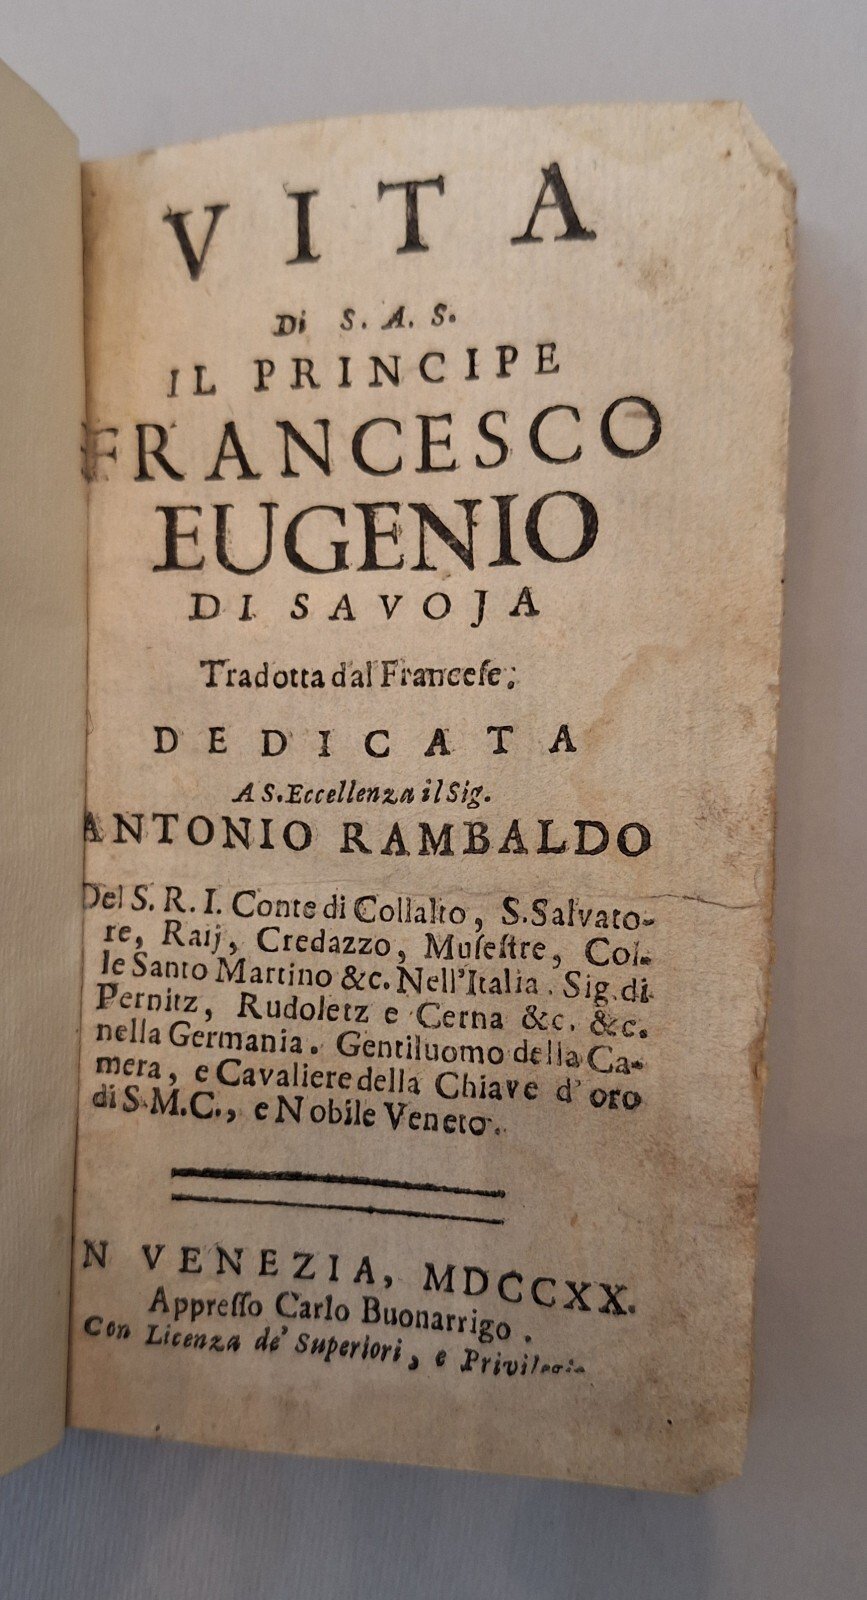 VITA
Di S. A. S.
IL PRINCIPE
FRANCESCO
EUGENIO
DI SAVOJA
Tradotta dal Franceſe;
DEDICATA
A S. Eccellenza il Sig.
ANTONIO RAMBALDO
Del S. R. I. Conte di Collalto, S. Salvato-
re, Raij, Credazzo, Muſeſtre, Col-
le Santo Martino &c. Nell'Italia. Sig. di
Pernitz, Rudoletz e Cerna &c. &c.
nella Germania. Gentiluomo della Ca-
mera, e Cavaliere della Chiave d' oro
di S. M. C., e Nobile Veneto.
N VENEZIA, MDCCXX.
Appreſſo Carlo Buonarrigo.
Con Licenza de' Superiori, e